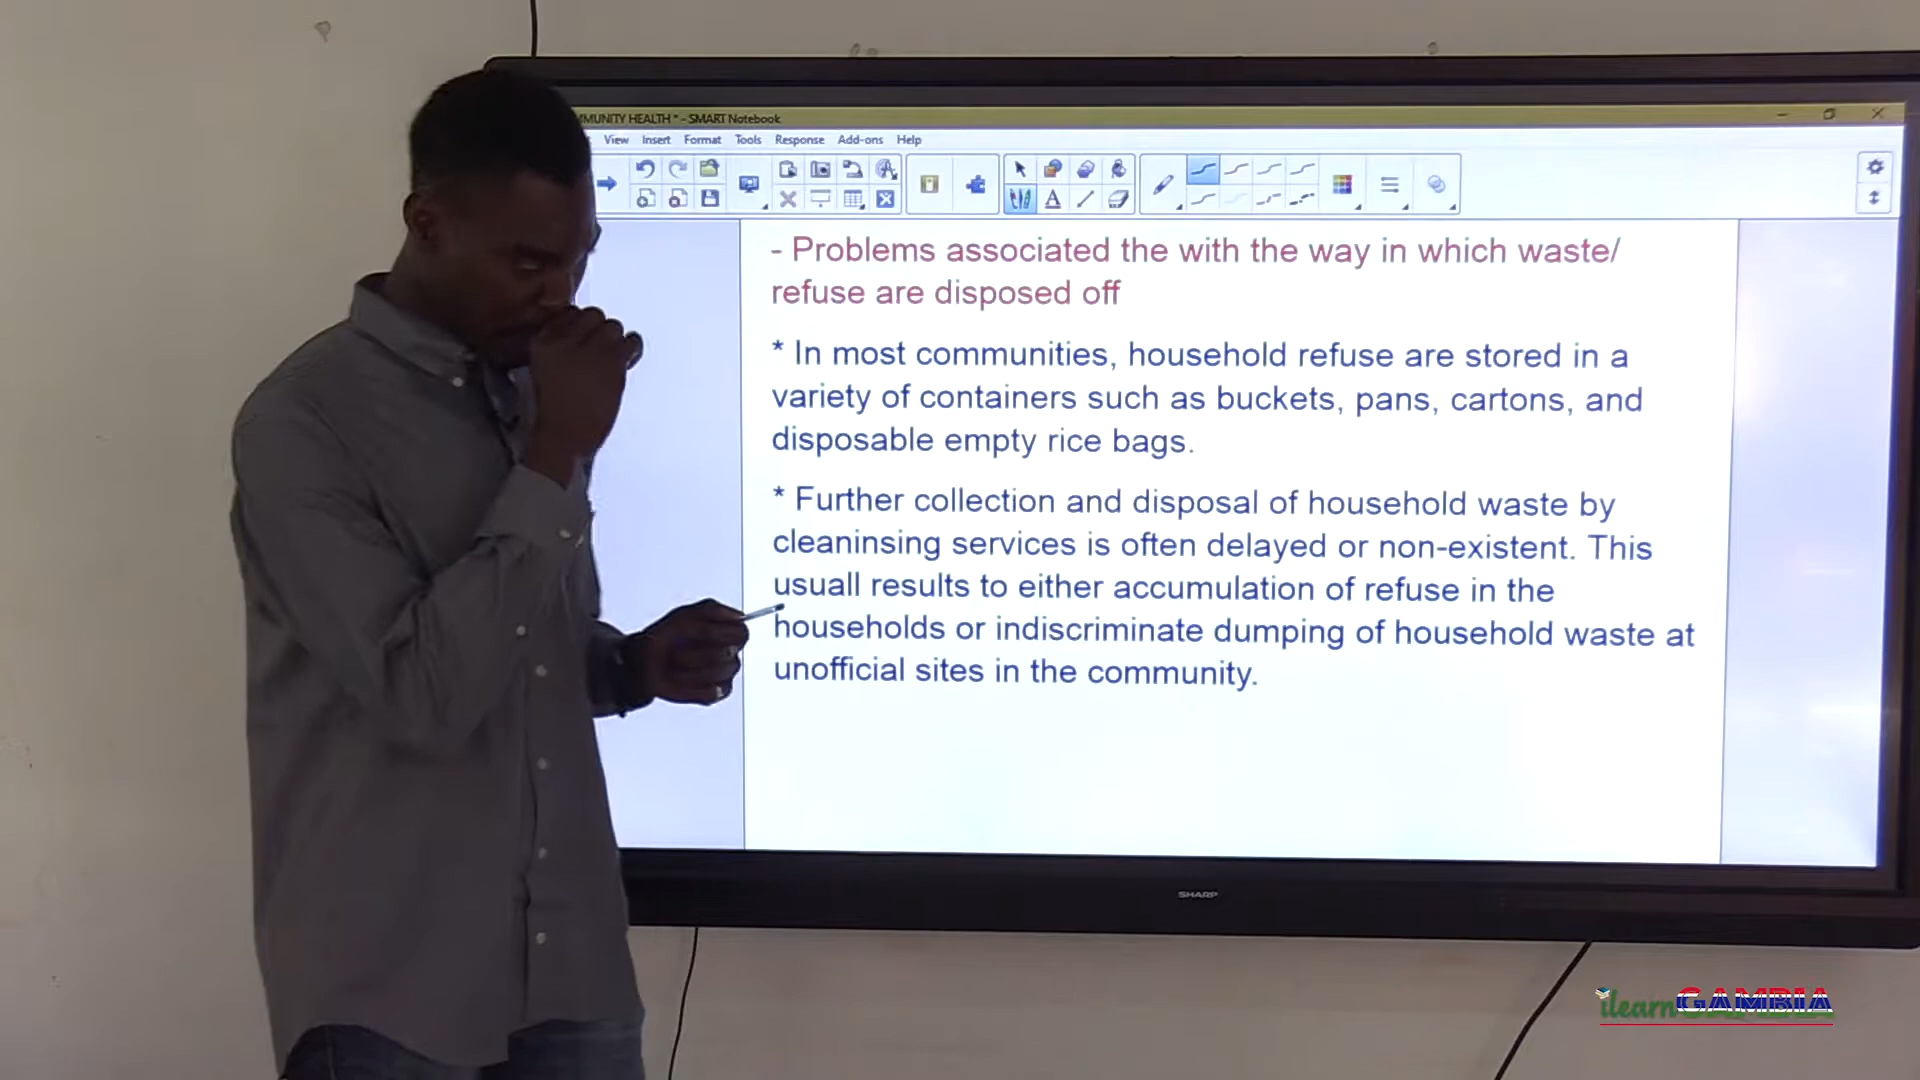 MMUNITY HEALTH * - SMART Notebook
View Insert Format Tools Response Add-ons Help
- Problems associated the with the way in which waste/
refuse are disposed off
* In most communities, household refuse are stored in a
variety of containers such as buckets, pans, cartons, and
disposable empty rice bags.
* Further collection and disposal of household waste by
cleaninsing services is often delayed or non-existent. This
usuall results to either accumulation of refuse in the
households or indiscriminate dumping of household waste at
unofficial sites in the community.
SHARP
ilearnGAMBIA